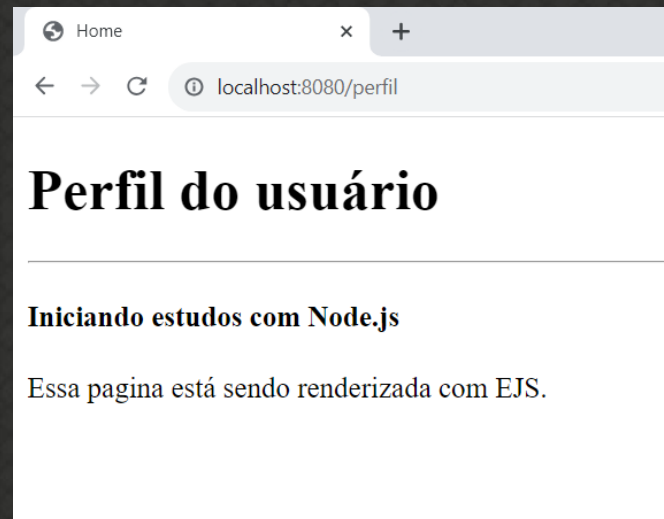 Home
localhost:8080/perfil
Perfil do usuário
Iniciando estudos com Node.js
Essa pagina está sendo renderizada com EJS.